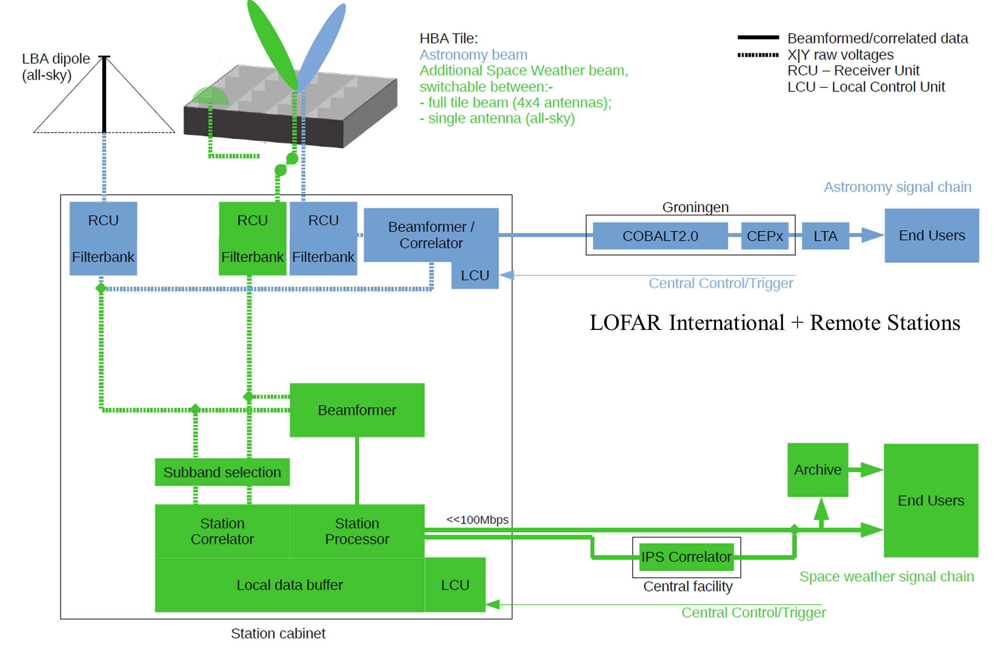 LBA dipole
(all-sky)
HBA Tile:
Astronomy beam
Additional Space Weather beam,
switchable between:-
- full tile beam (4x4 antennas);
- single antenna (all-sky)
Beamformed/correlated data
X|Y raw voltages
RCU – Receiver Unit
LCU – Local Control Unit
RCU
Filterbank
RCU
Filterbank
RCU
Filterbank
Beamformer /
Correlator
LCU
Groningen
COBALT2.0
CEPx
LTA
Astronomy signal chain
End Users
Central Control/Trigger
LOFAR International + Remote Stations
Beamformer
Subband selection
Station
Correlator
Station
Processor
Local data buffer
LCU
<<100Mbps
IPS Correlator
Central facility
Archive
End Users
Space weather signal chain
Central Control/Trigger
Station cabinet